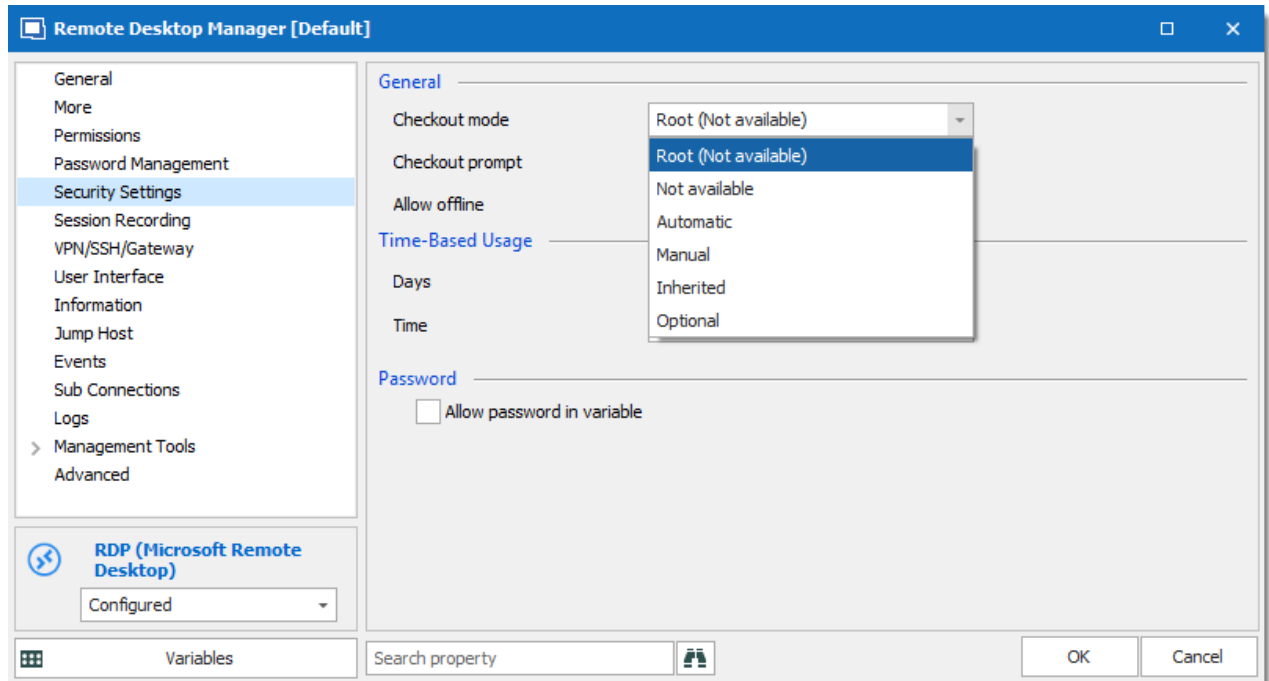 Remote Desktop Manager [Default]
General
More
Permissions
Password Management
Security Settings
Session Recording
VPN/SSH/Gateway
User Interface
Information
Jump Host
Events
Sub Connections
Logs
Management Tools
Advanced
RDP (Microsoft Remote
Desktop)
Configured
Variables
General
Checkout mode
Root (Not available)
Checkout prompt
Root (Not available)
Not available
Allow offline
Automatic
Time-Based Usage
Manual
Days
Inherited
Time
Optional
Password
Allow password in variable
Search property
OK
Cancel